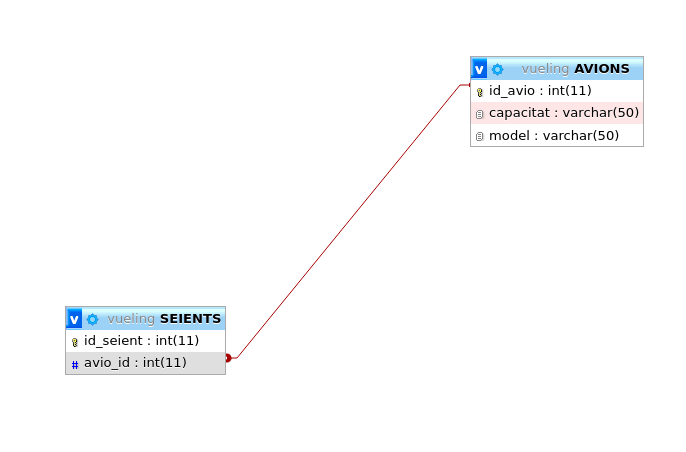 v vueling AVIONS
id_avio : int(11)
capacitat : varchar(50)
model : varchar(50)
v vueling SEIENTS
id_seient : int(11)
# avio_id : int(11)